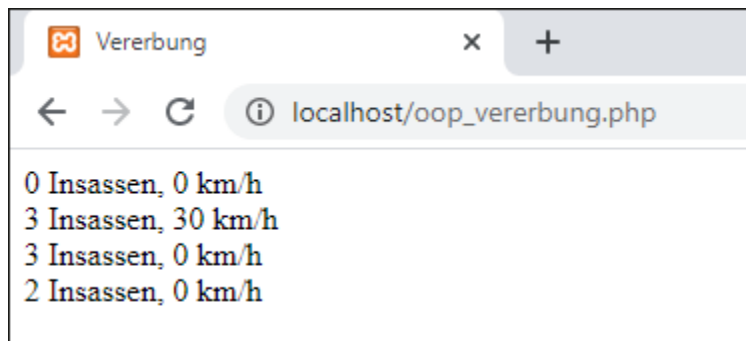 Vererbung
localhost/oop_vererbung.php
0 Insassen, 0 km/h
3 Insassen, 30 km/h
3 Insassen, 0 km/h
2 Insassen, 0 km/h